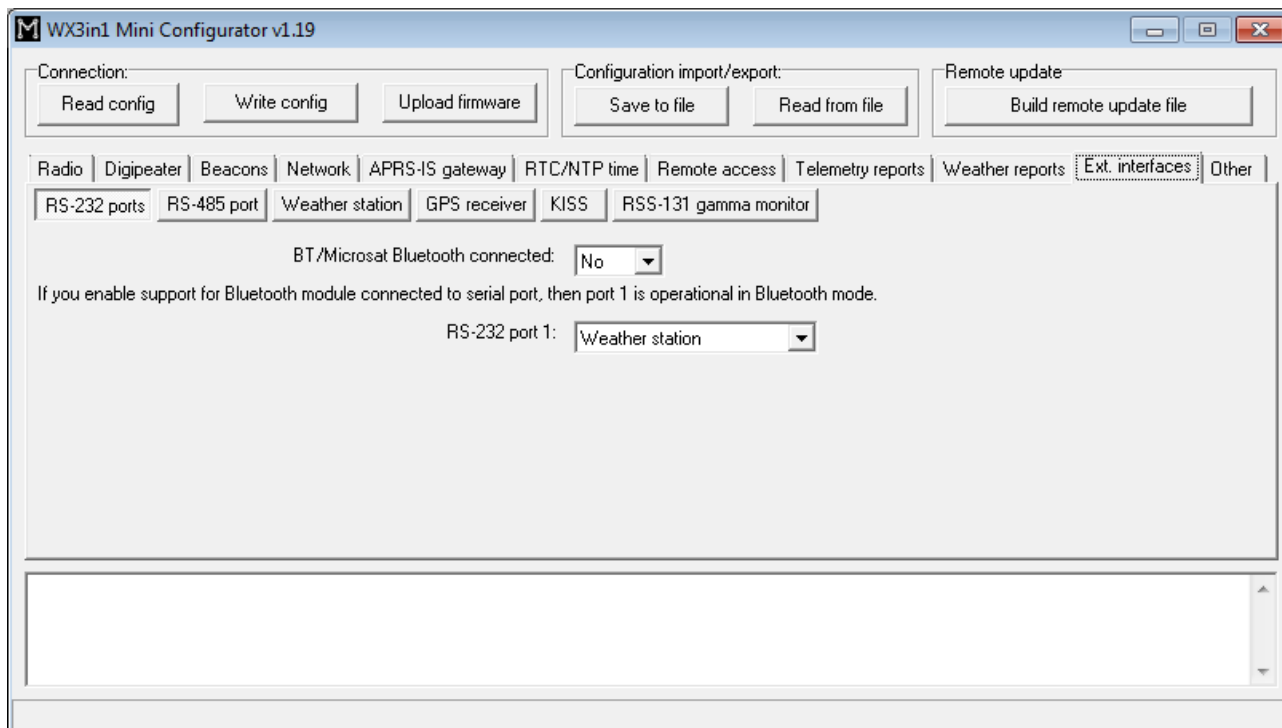 WX3in1 Mini Configurator v1.19
Connection: Configuration import/export: Remote update
Read config Write config Upload firmware Save to file Read from file Build remote update file
Radio Digipeater Beacons Network APRS-IS gateway RTC/NTP time Remote access Telemetry reports Weather reports Ext. interfaces Other
RS-232 ports RS-485 port Weather station GPS receiver KISS RSS-131 gamma monitor
BT/Microsat Bluetooth connected: No
If you enable support for Bluetooth module connected to serial port, then port 1 is operational in Bluetooth mode.
RS-232 port 1: Weather station